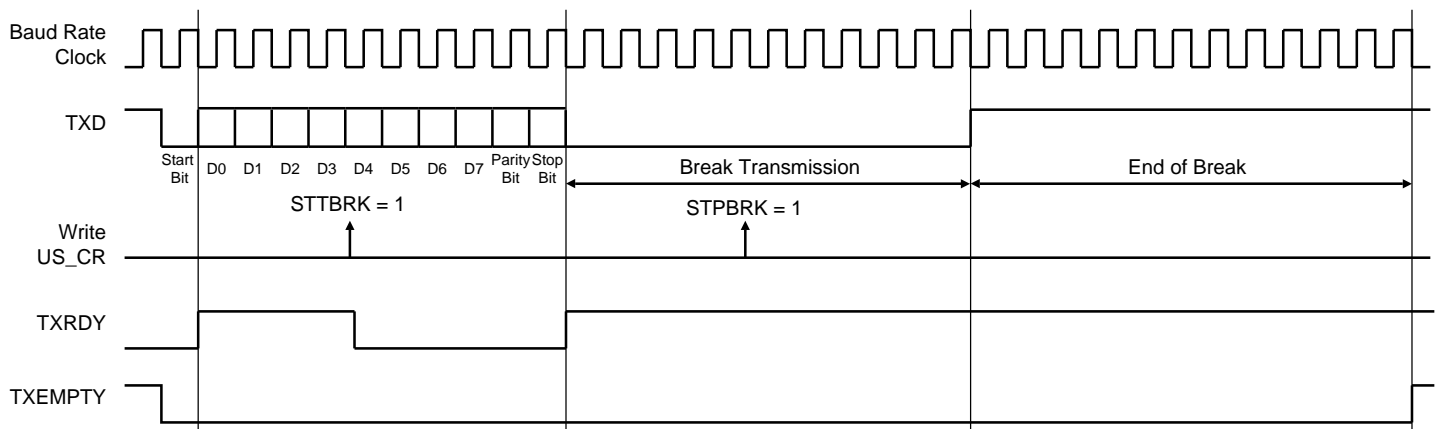 Baud Rate
Clock
TXD
Start
Bit
D0 D1 D2 D3 D4 D5 D6 D7
Parity
Bit
Stop
Bit
Break Transmission
End of Break
STTBRK = 1
STPBRK = 1
Write
US_CR
TXRDY
TXEMPTY